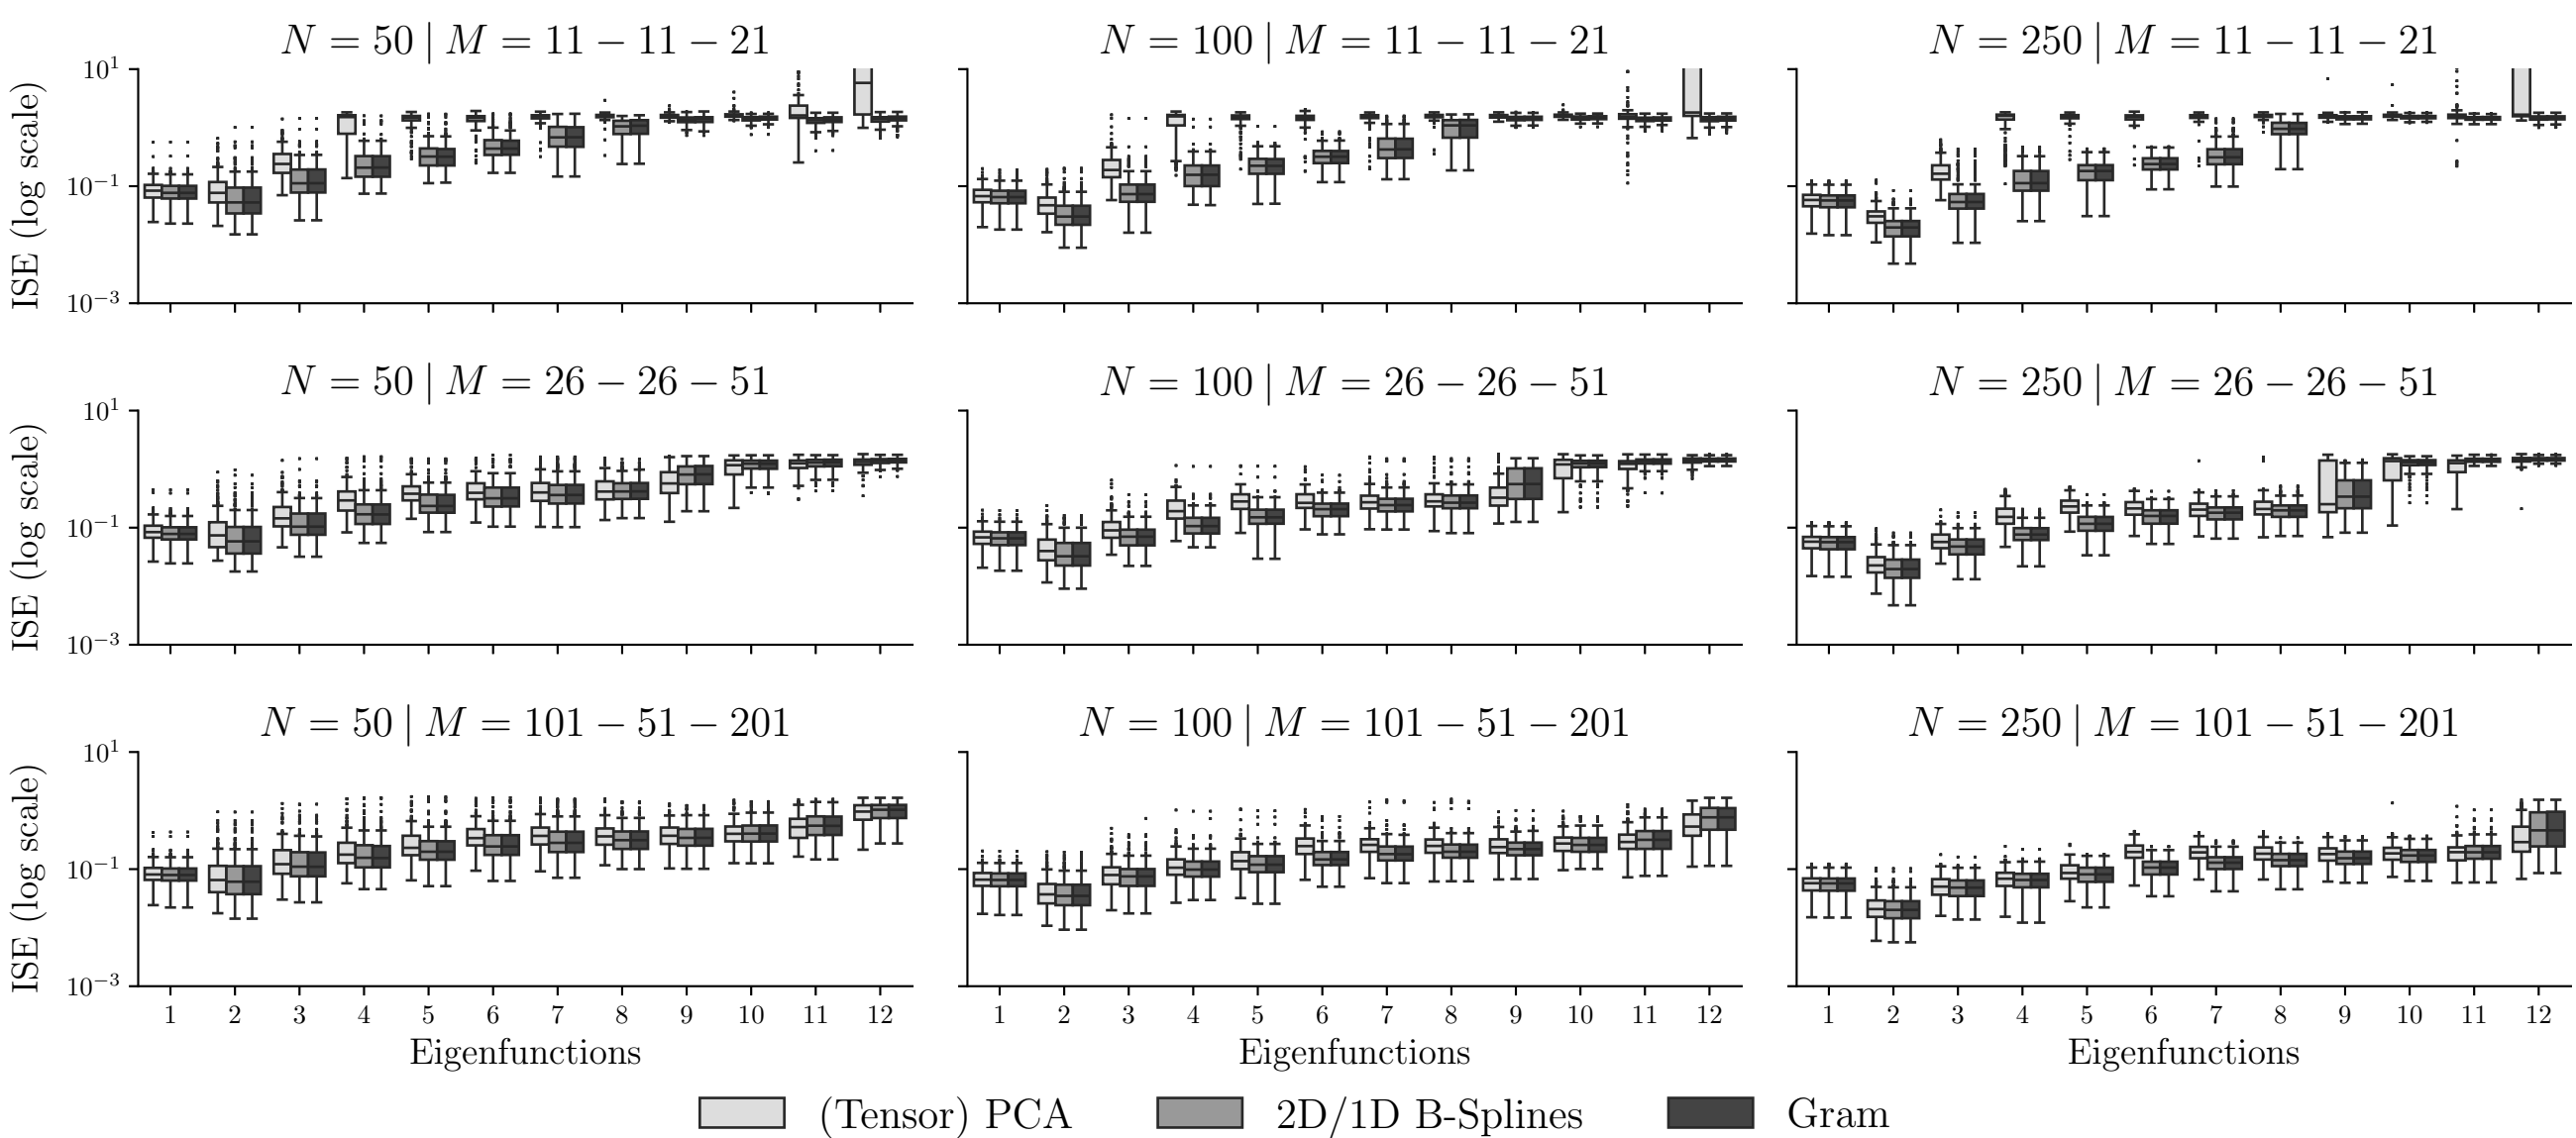 N = 50 | M = 11 − 11 − 21
N = 100 | M = 11 − 11 − 21
N = 250 | M = 11 − 11 − 21
ISE (log scale)
10^1
10^−1
10^−3
N = 50 | M = 26 − 26 − 51
N = 100 | M = 26 − 26 − 51
N = 250 | M = 26 − 26 − 51
ISE (log scale)
10^1
10^−1
10^−3
N = 50 | M = 101 − 51 − 201
N = 100 | M = 101 − 51 − 201
N = 250 | M = 101 − 51 − 201
ISE (log scale)
10^1
10^−1
10^−3
1 2 3 4 5 6 7 8 9 10 11 12
1 2 3 4 5 6 7 8 9 10 11 12
1 2 3 4 5 6 7 8 9 10 11 12
Eigenfunctions
Eigenfunctions
Eigenfunctions
(Tensor) PCA
2D/1D B-Splines
Gram